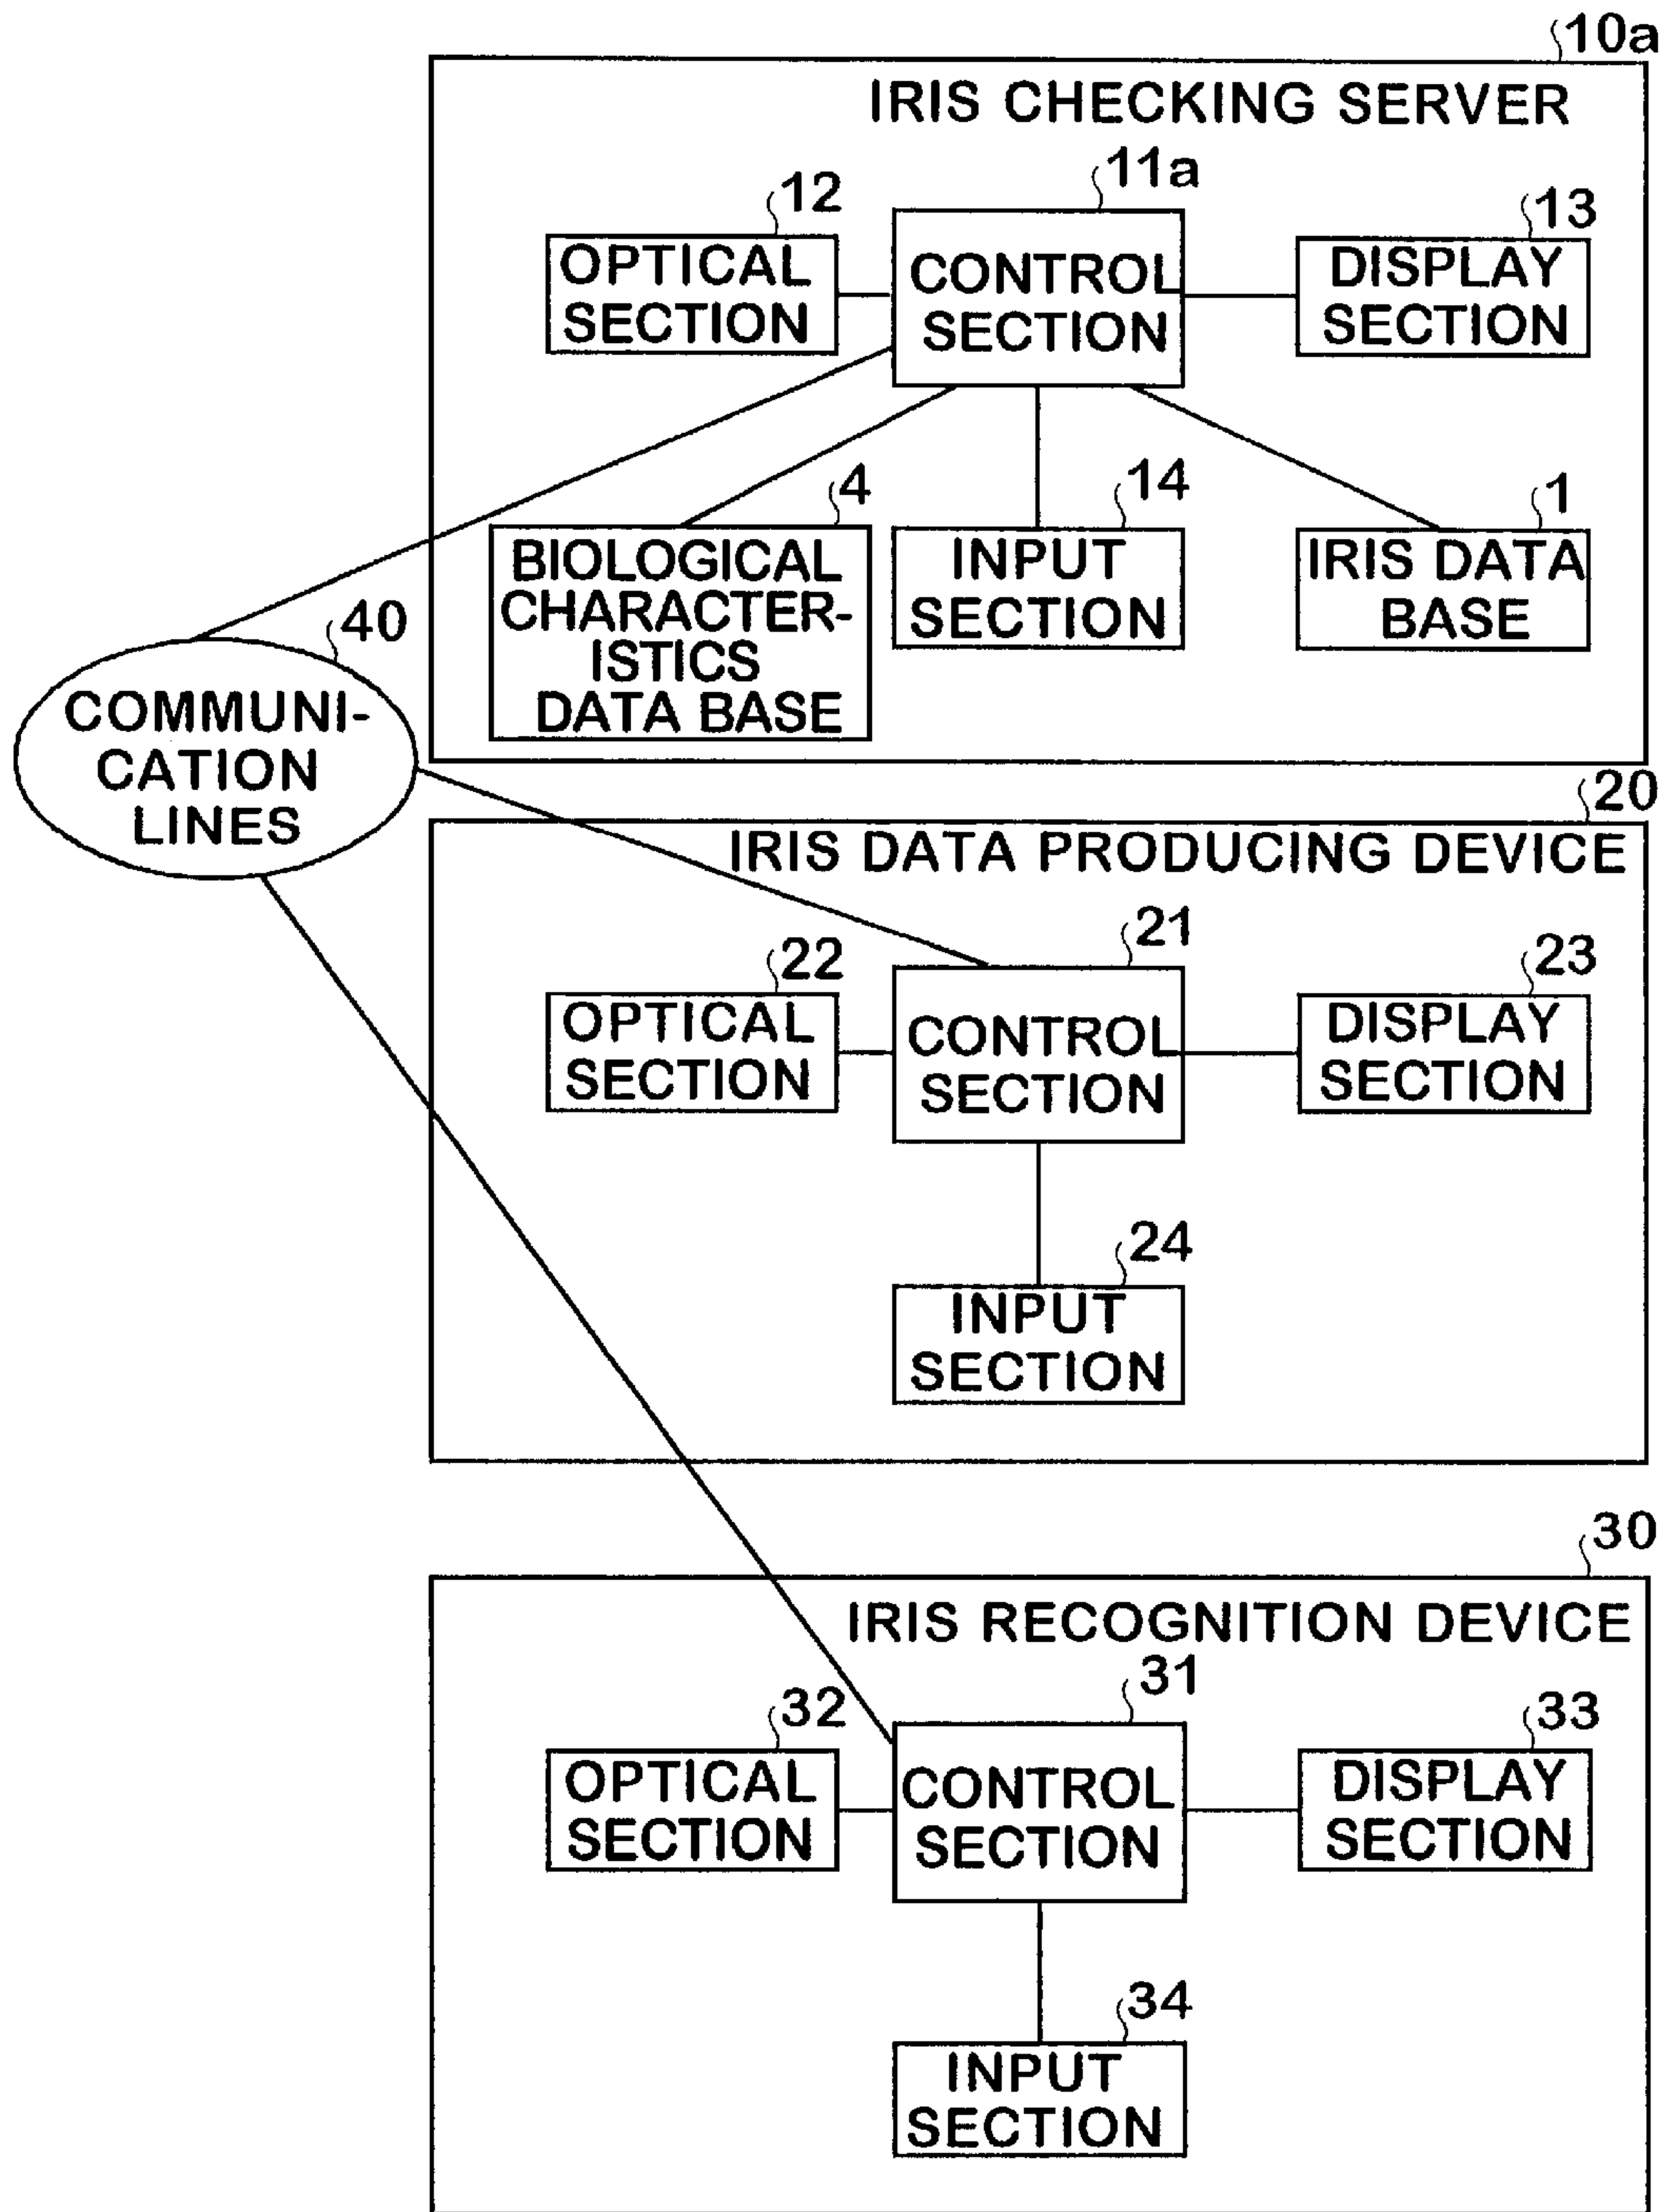 10a
IRIS CHECKING SERVER
11a
12
13
OPTICAL
SECTION
CONTROL
SECTION
DISPLAY
SECTION
4
14
1
BIOLOGICAL
CHARACTER-
ISTICS
DATA BASE
INPUT
SECTION
IRIS DATA
BASE
40
COMMUNI-
CATION
LINES
20
IRIS DATA PRODUCING DEVICE
21
22
23
OPTICAL
SECTION
CONTROL
SECTION
DISPLAY
SECTION
24
INPUT
SECTION
30
IRIS RECOGNITION DEVICE
31
32
33
OPTICAL
SECTION
CONTROL
SECTION
DISPLAY
SECTION
34
INPUT
SECTION